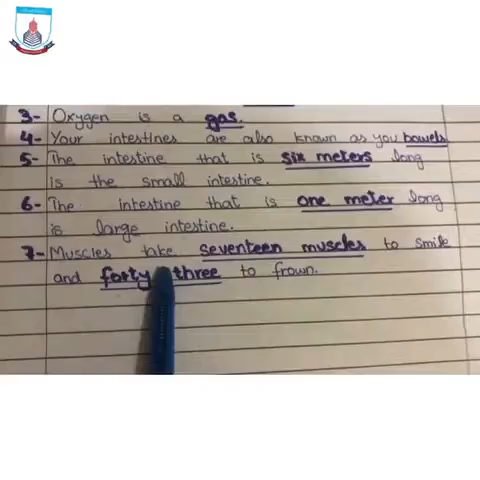 3- Oxygen is a gas.
4- Your intestines are also known as you bowels
5- The intestine that is six meters long
is the small intestine.
6- The intestine that is one meter long
is large intestine.
7- Muscles take seventeen muscles to smile
and forty three to frown.